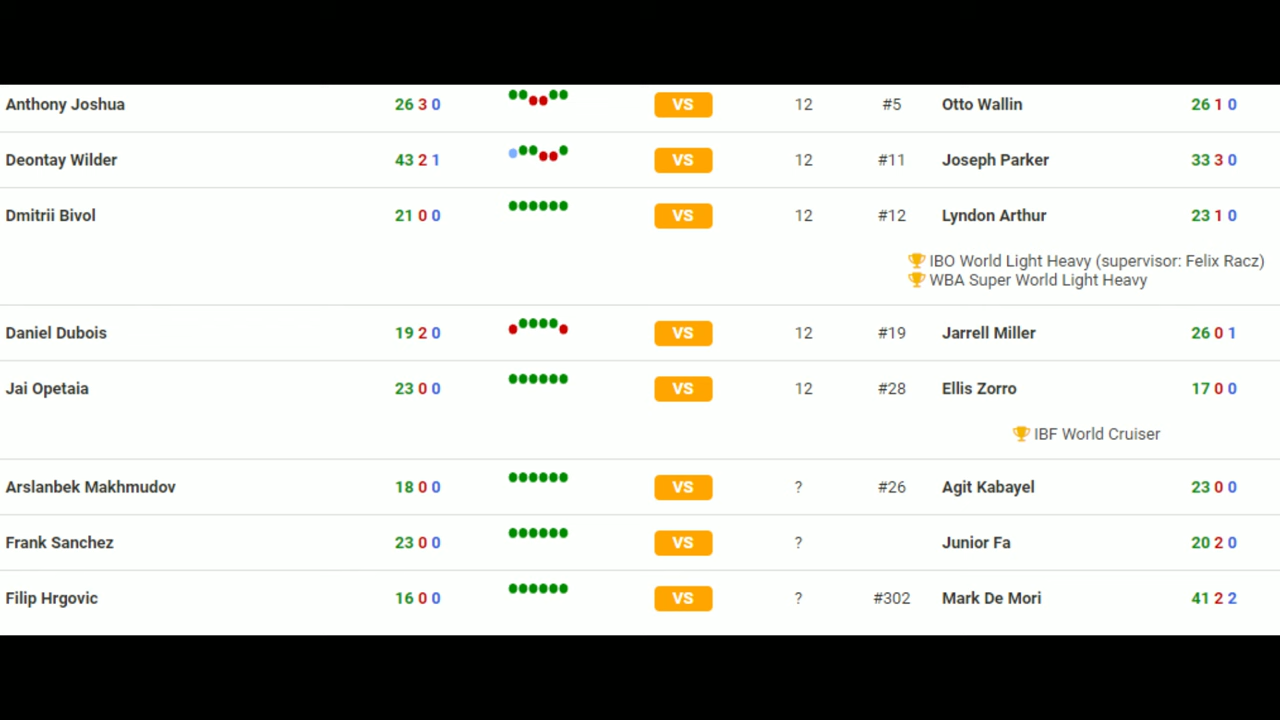 Anthony Joshua 26 3 0 VS 12 #5 Otto Wallin 26 1 0
Deontay Wilder 43 2 1 VS 12 #11 Joseph Parker 33 3 0
Dmitrii Bivol 21 0 0 VS 12 #12 Lyndon Arthur 23 1 0
IBO World Light Heavy (supervisor: Felix Racz)
WBA Super World Light Heavy
Daniel Dubois 19 2 0 VS 12 #19 Jarrell Miller 26 0 1
Jai Opetaia 23 0 0 VS 12 #28 Ellis Zorro 17 0 0
IBF World Cruiser
Arslanbek Makhmudov 18 0 0 VS ? #26 Agit Kabayel 23 0 0
Frank Sanchez 23 0 0 VS ? Junior Fa 20 2 0
Filip Hrgovic 16 0 0 VS ? #302 Mark De Mori 41 2 2